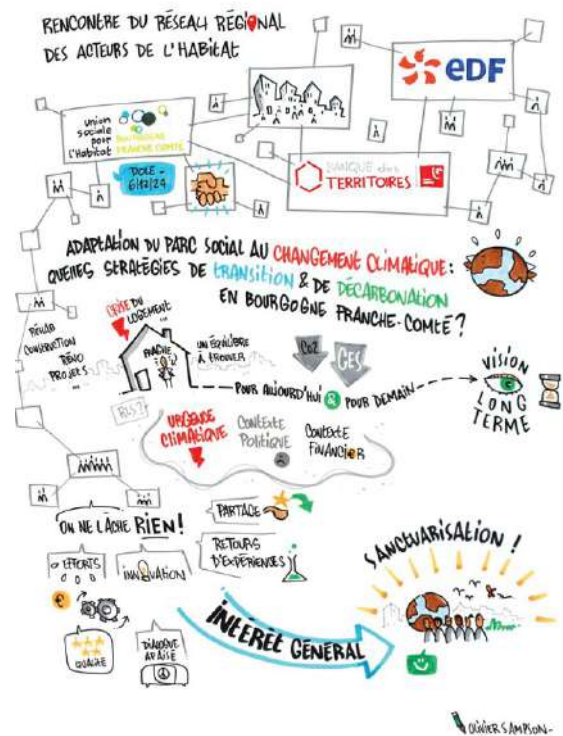 RENCONTRE DU RÉSEAU RÉGIONAL
DES ACTEURS DE L'HABITAT
eDF
union
sociale
pour
l'habitat
BOURGOGNE
FRANCHE-COMTÉ
DOLE -
6/12/24
BANQUE des
TERRITOIRES
ADAPTATION DU PARC SOCIAL AU CHANGEMENT CLIMATIQUE :
QUELLES STRATÉGIES DE TRANSITION & DE DÉCARBONATION
EN BOURGOGNE FRANCHE-COMTÉ ?
CRISE DU
LOGEMENT
RÉHAB
CONSTRUCTION
RÉNO
PROJETS...
UN ÉQUILIBRE
À TROUVER
CO2
GES
POUR AUJOURD'HUI & POUR DEMAIN
VISION
LONG
TERME
RLS?
URGENCE
CLIMATIQUE
CONTEXTE
POLITIQUE
CONTEXTE
FINANCIER
ON NE LÂCHE RIEN!
PARTAGE
RETOURS
D'EXPÉRIENCES
EFFORTS
INNOVATION
€
QUALITÉ
DIALOGUE
APAISÉ
INTÉRÊT GÉNÉRAL
SANCTUARISATION !
OLIVIER SAMPSON-